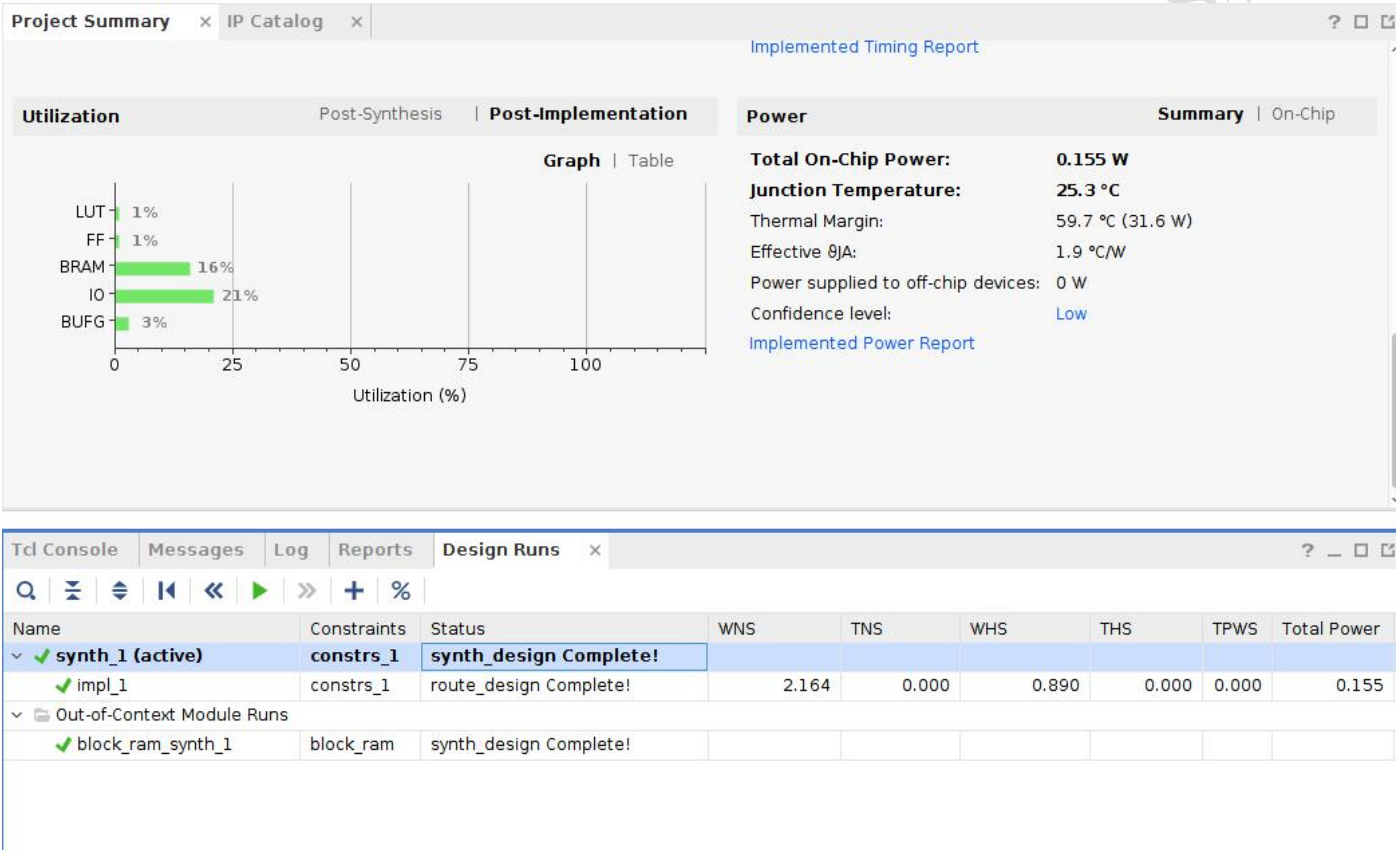 Project Summary × IP Catalog × ?
Implemented Timing Report
Utilization Post-Synthesis | Post-Implementation
Graph | Table
LUT 1%
FF 1%
BRAM 16%
IO 21%
BUFG 3%
0 25 50 75 100
Utilization (%)
Power Summary | On-Chip
Total On-Chip Power: 0.155 W
Junction Temperature: 25.3 °C
Thermal Margin: 59.7 °C (31.6 W)
Effective ϑJA: 1.9 °C/W
Power supplied to off-chip devices: 0 W
Confidence level: Low
Implemented Power Report
Tcl Console Messages Log Reports Design Runs × ?
%
Name Constraints Status WNS TNS WHS THS TPWS Total Power
synth_1 (active) constrs_1 synth_design Complete!
impl_1 constrs_1 route_design Complete! 2.164 0.000 0.890 0.000 0.000 0.155
Out-of-Context Module Runs
block_ram_synth_1 block_ram synth_design Complete!